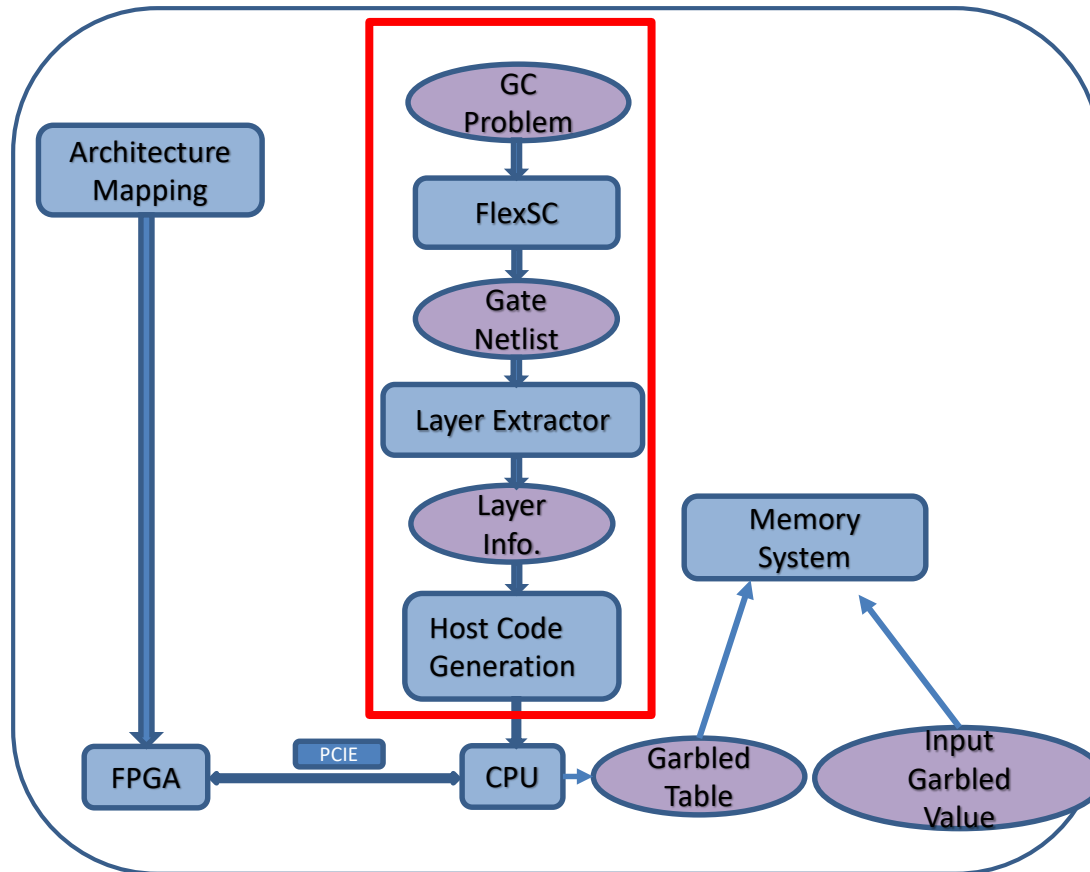 GC
Problem
Architecture
Mapping
FlexSC
Gate
Netlist
Layer Extractor
Layer
Info.
Memory
System
Host Code
Generation
FPGA
PCIE
CPU
Garbled
Table
Input
Garbled
Value